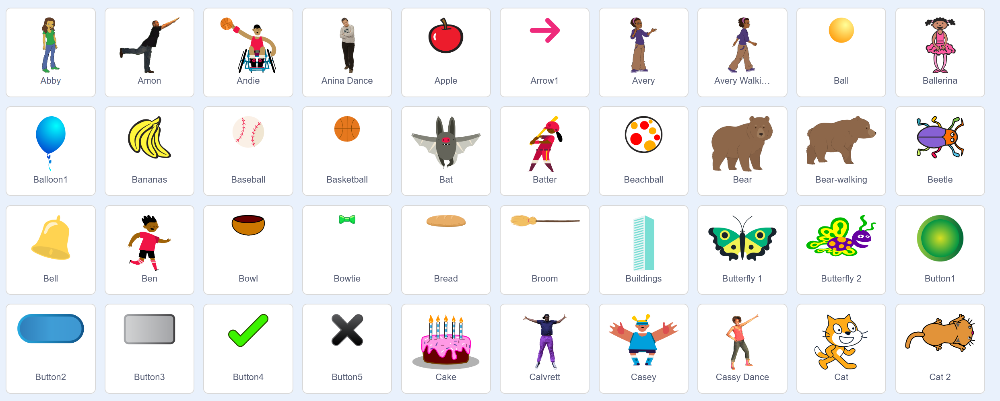 Abby
Amon
Andie
Anina Dance
Apple
Arrow1
Avery
Avery Walki...
Ball
Ballerina
Balloon1
Bananas
Baseball
Basketball
Bat
Batter
Beachball
Bear
Bear-walking
Beetle
Bell
Ben
Bowl
Bowtie
Bread
Broom
Buildings
Butterfly 1
Butterfly 2
Button1
Button2
Button3
Button4
Button5
Cake
Calvrett
Casey
Cassy Dance
Cat
Cat 2